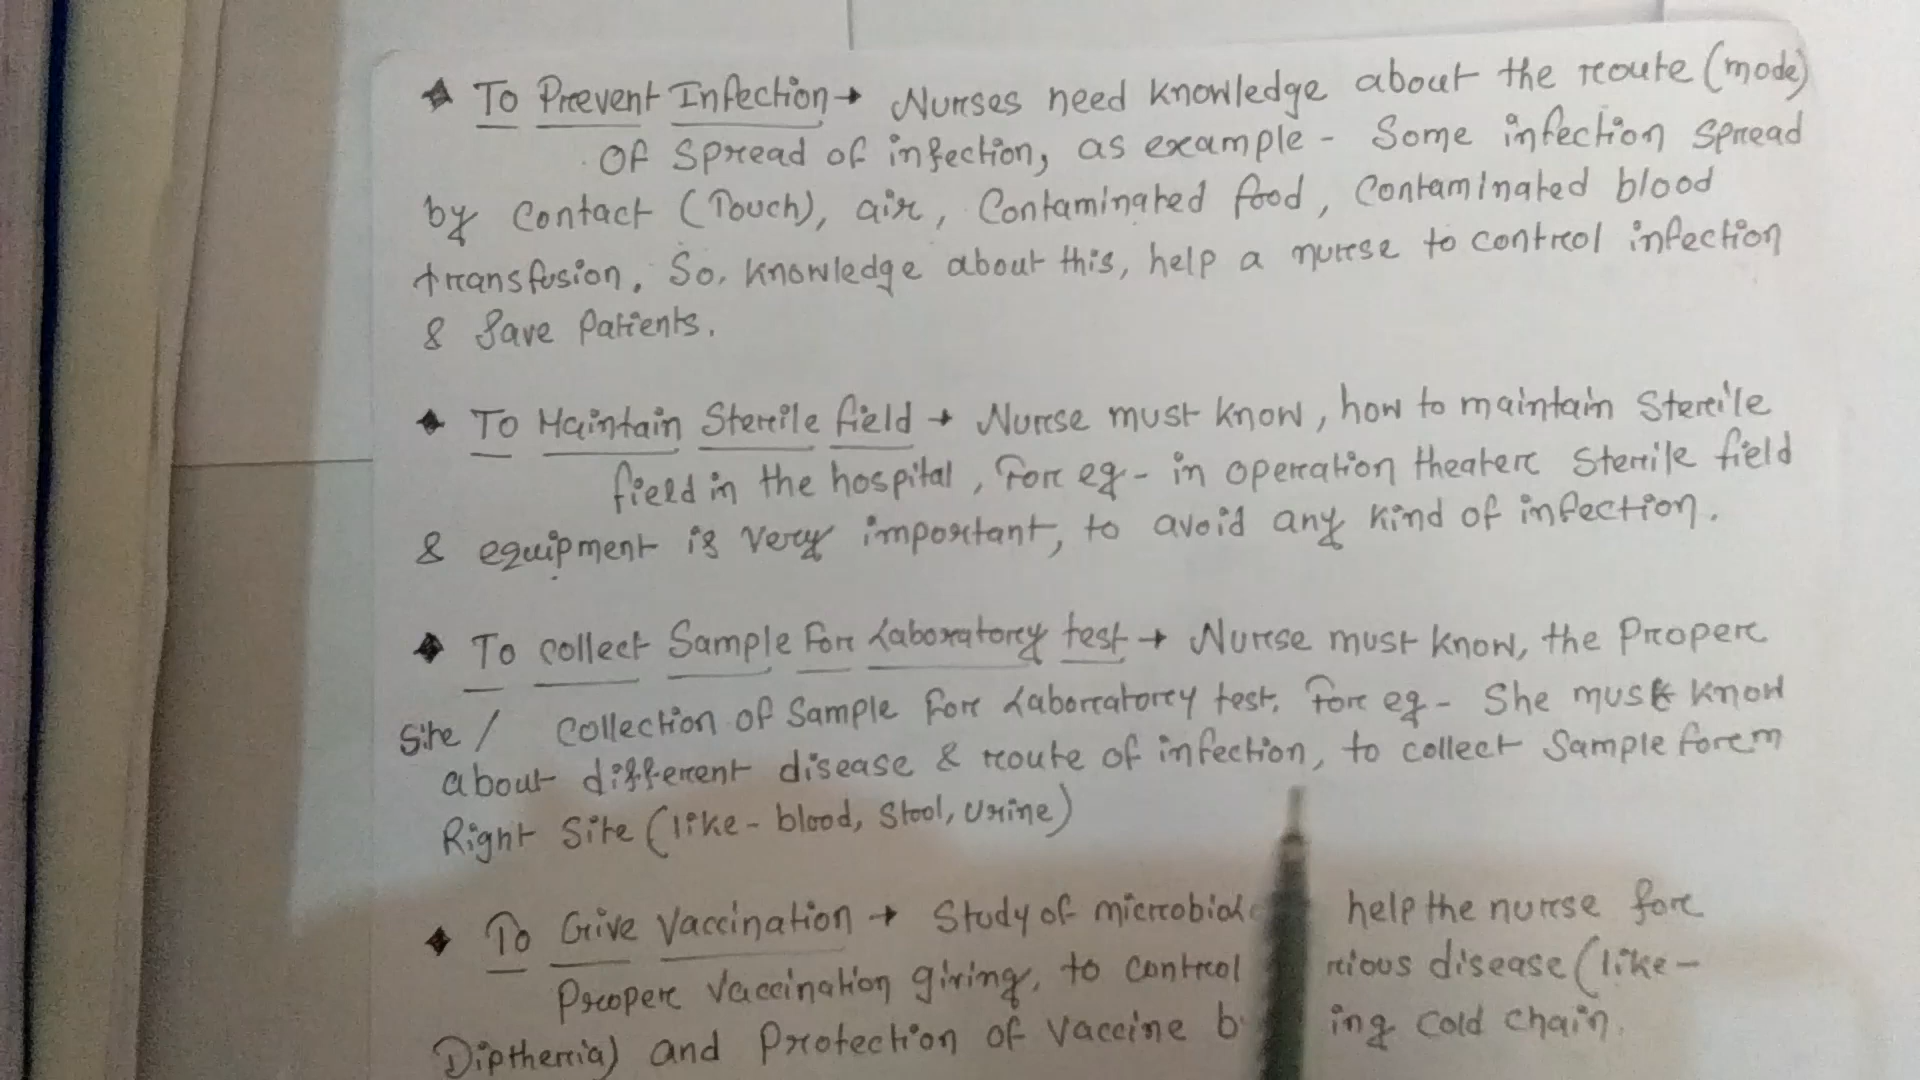 To Prevent Infection → Nurses need knowledge about the route (mode)
of spread of infection, as example - Some infection spread
by Contact (Touch), air, Contaminated food, Contaminated blood
transfusion. So, knowledge about this, help a nurse to control infection
& Save Patients.
To Maintain Sterile field → Nurse must know, how to maintain Sterile
field in the hospital, For eg - in operation theater Sterile field
& equipment is very important, to avoid any kind of infection.
To collect Sample For Laboratory test → Nurse must know, the Proper
Site / Collection of Sample for Laboratory test. For eg - She must know
about different disease & route of infection, to collect Sample form
Right Site (like - blood, Stool, Urine)
To Give Vaccination → Study of help the nurse for
Proper Vaccination giving, to Control disease (like -
Diptheria) and Protection of Vaccine cold chain.